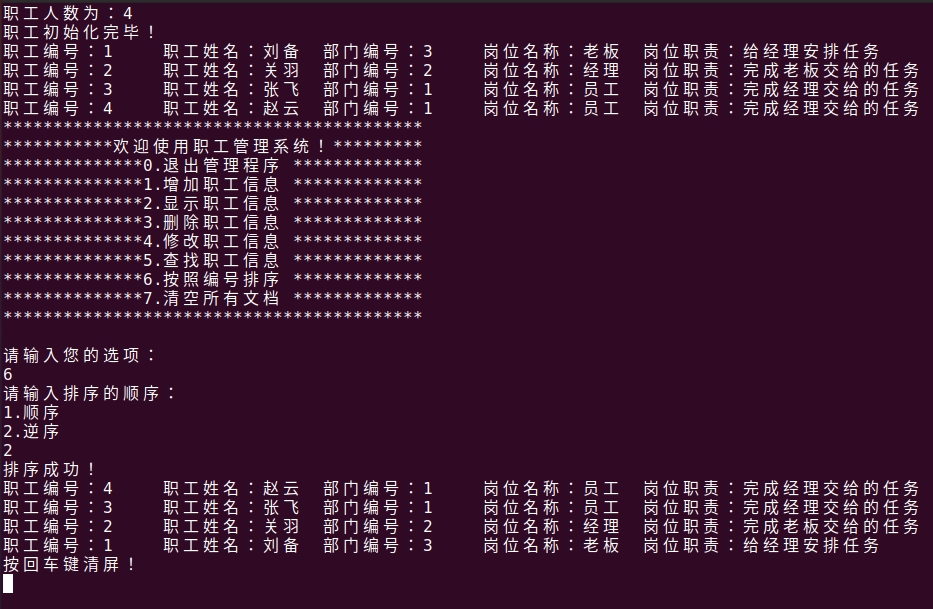 职工人数为：4
职工初始化完毕！
职工编号：1     职工姓名：刘备  部门编号：3     岗位名称：老板  岗位职责：给经理安排任务
职工编号：2     职工姓名：关羽  部门编号：2     岗位名称：经理  岗位职责：完成老板交给的任务
职工编号：3     职工姓名：张飞  部门编号：1     岗位名称：员工  岗位职责：完成经理交给的任务
职工编号：4     职工姓名：赵云  部门编号：1     岗位名称：员工  岗位职责：完成经理交给的任务
******************************************
***********欢迎使用职工管理系统！*********
**************0.退出管理程序 *************
**************1.增加职工信息 *************
**************2.显示职工信息 *************
**************3.删除职工信息 *************
**************4.修改职工信息 *************
**************5.查找职工信息 *************
**************6.按照编号排序 *************
**************7.清空所有文档 *************
******************************************
请输入您的选项：
6
请输入排序的顺序：
1.顺序
2.逆序
2
排序成功！
职工编号：4     职工姓名：赵云  部门编号：1     岗位名称：员工  岗位职责：完成经理交给的任务
职工编号：3     职工姓名：张飞  部门编号：1     岗位名称：员工  岗位职责：完成经理交给的任务
职工编号：2     职工姓名：关羽  部门编号：2     岗位名称：经理  岗位职责：完成老板交给的任务
职工编号：1     职工姓名：刘备  部门编号：3     岗位名称：老板  岗位职责：给经理安排任务
按回车键清屏！